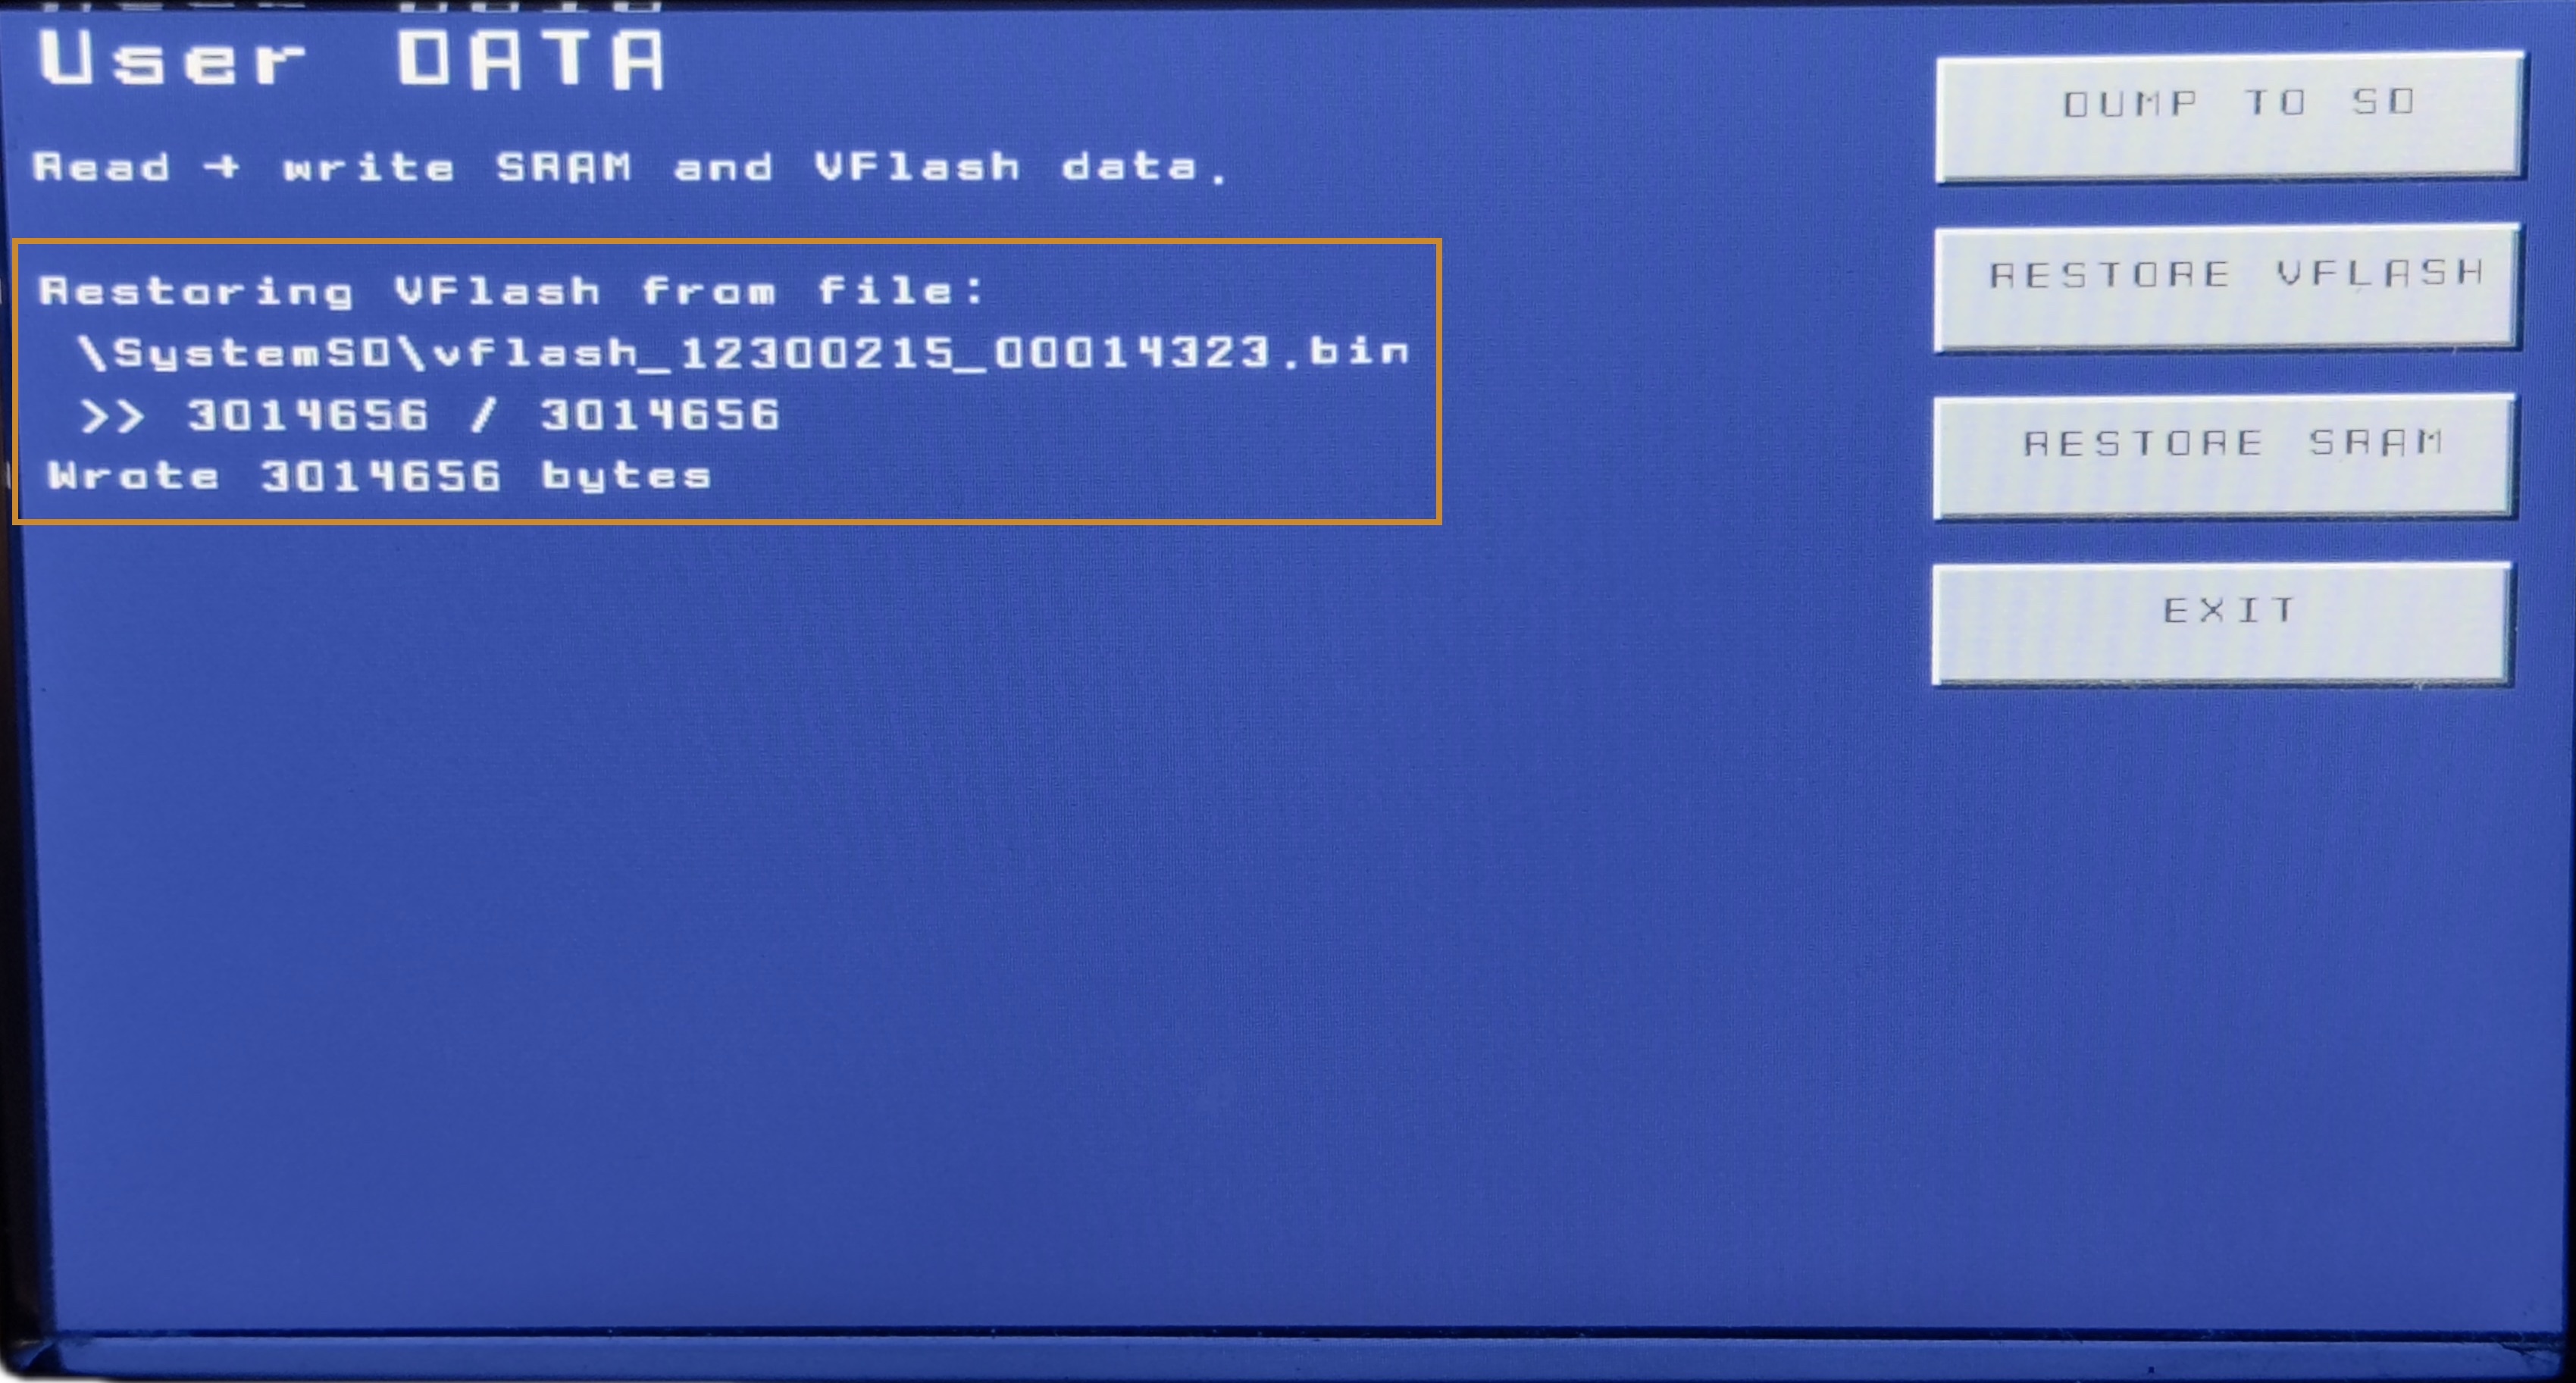 User DATA
Read + write SRAM and VFlash data.
Restoring VFlash from file:
\SystemSD\vflash_12300215_00014323.bin
>> 3014656 / 3014656
Wrote 3014656 bytes
DUMP TO SD
RESTORE VFLASH
RESTORE SRAM
EXIT